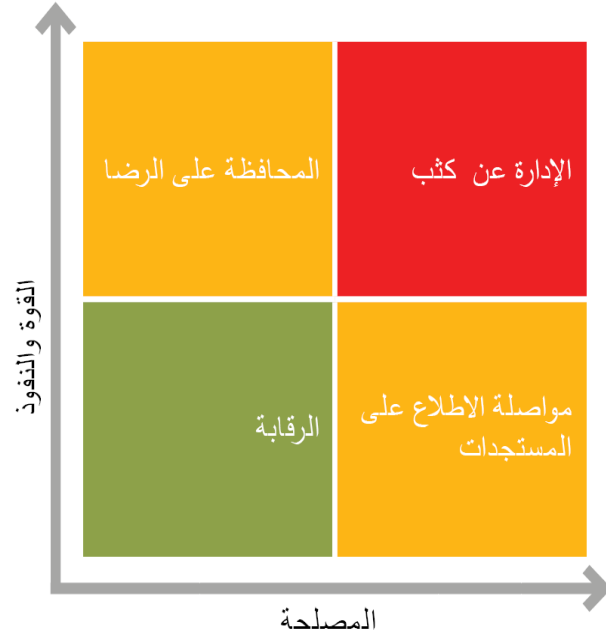 الإدارة عن كثب
المحافظة على الرضا
مواصلة الاطلاع على
المستجدات
الرقابة
القوة والنفوذ
المصلحة